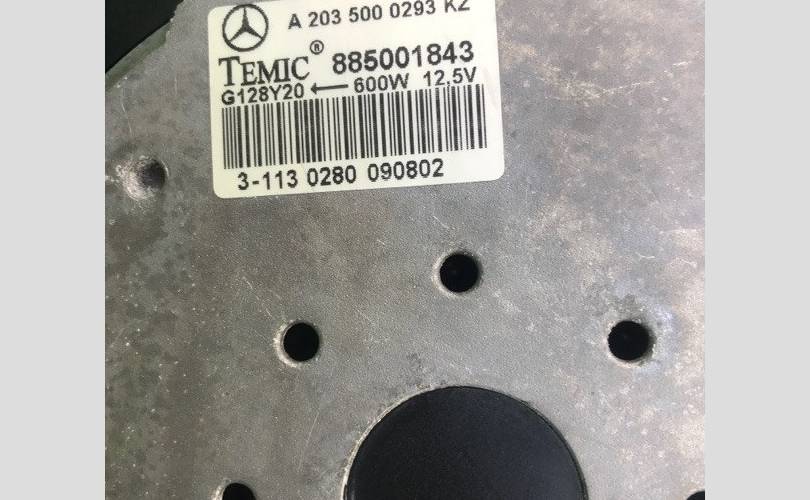 A 203 500 0293 KZ
TEMIC® 885001843
G128Y20 ← 600W 12,5V
3-113 0280 090802